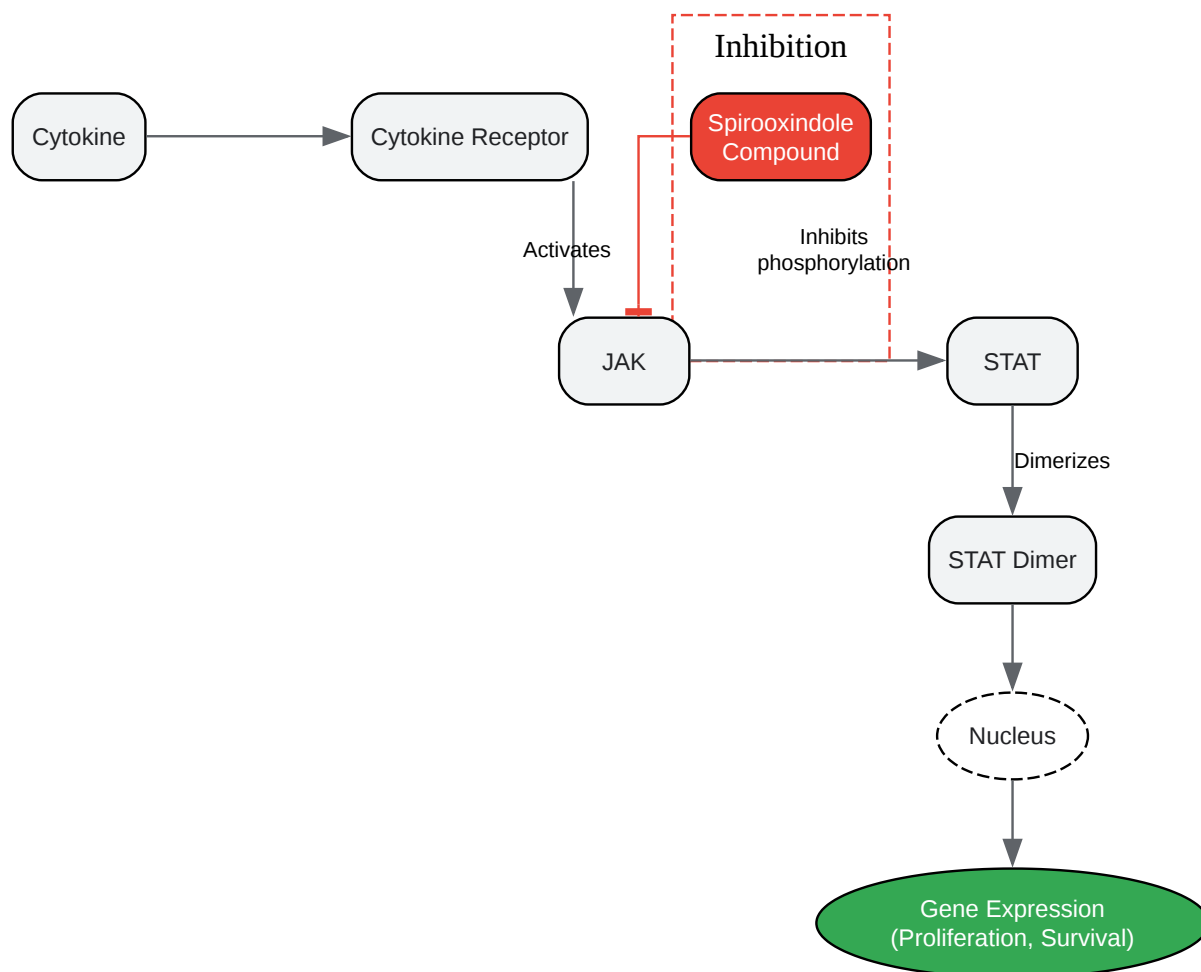 Inhibition
Cytokine
Cytokine Receptor
Spirooxindole
Compound
Activates
Inhibits
phosphorylation
JAK
STAT
Dimerizes
STAT Dimer
Nucleus
Gene Expression
(Proliferation, Survival)